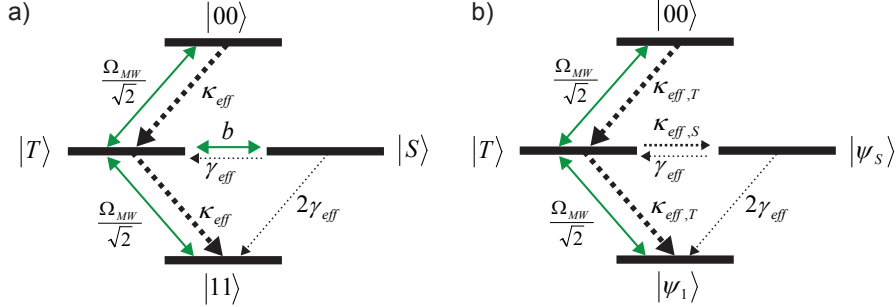 a)
|00⟩
Ω_MW/√2
κ_eff
|T⟩
b
γ_eff
|S⟩
Ω_MW/√2
κ_eff
2γ_eff
|11⟩
b)
|00⟩
Ω_MW/√2
κ_eff,T
κ_eff,S
|T⟩
γ_eff
|ψ_S⟩
Ω_MW/√2
κ_eff,T
2γ_eff
|ψ_1⟩